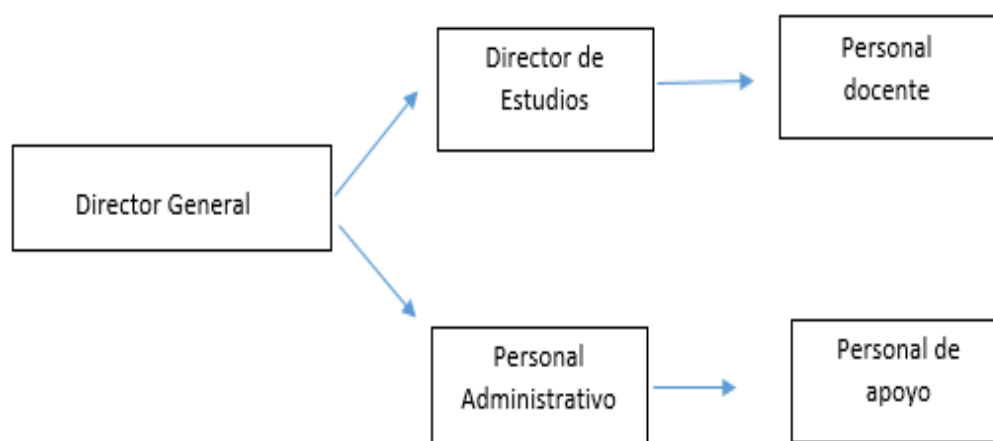 Director General
Director de
Estudios
Personal
docente
Personal
Administrativo
Personal de
apoyo